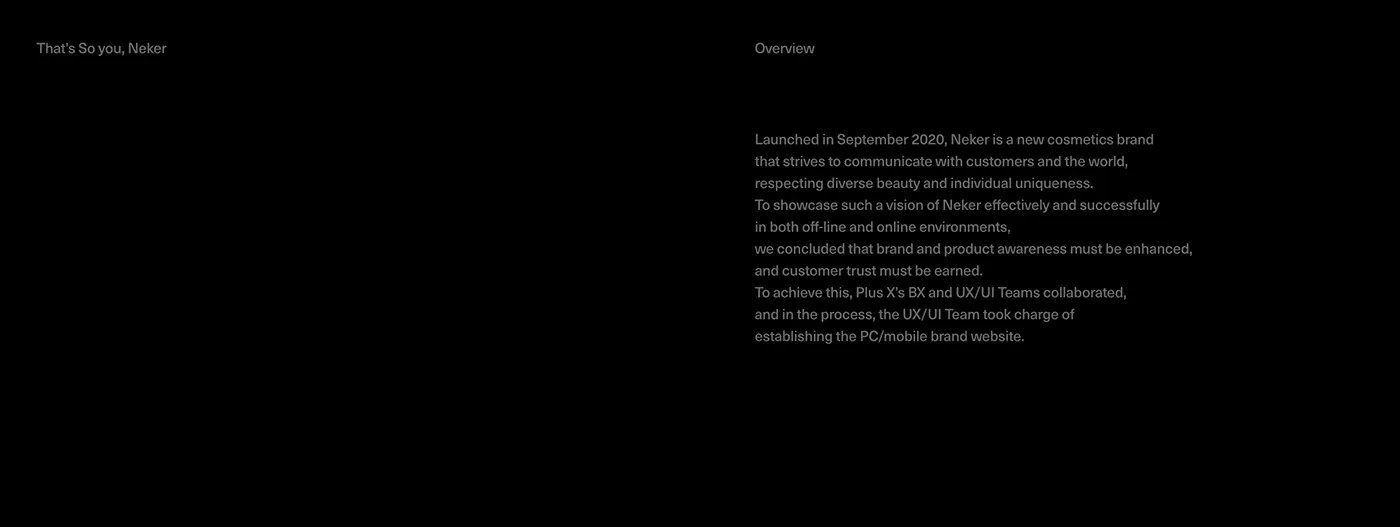 That's So you, Neker
Overview
Launched in September 2020, Neker is a new cosmetics brand
that strives to communicate with customers and the world,
respecting diverse beauty and individual uniqueness.
To showcase such a vision of Neker effectively and successfully
in both off-line and online environments,
we concluded that brand and product awareness must be enhanced,
and customer trust must be earned.
To achieve this, Plus X's BX and UX/UI Teams collaborated,
and in the process, the UX/UI Team took charge of
establishing the PC/mobile brand website.